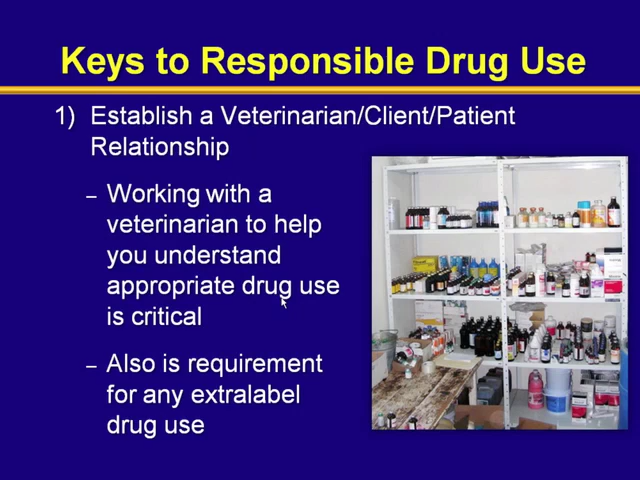 Keys to Responsible Drug Use
1) Establish a Veterinarian/Client/Patient
Relationship
– Working with a
veterinarian to help
you understand
appropriate drug use
is critical
– Also is requirement
for any extralabel
drug use